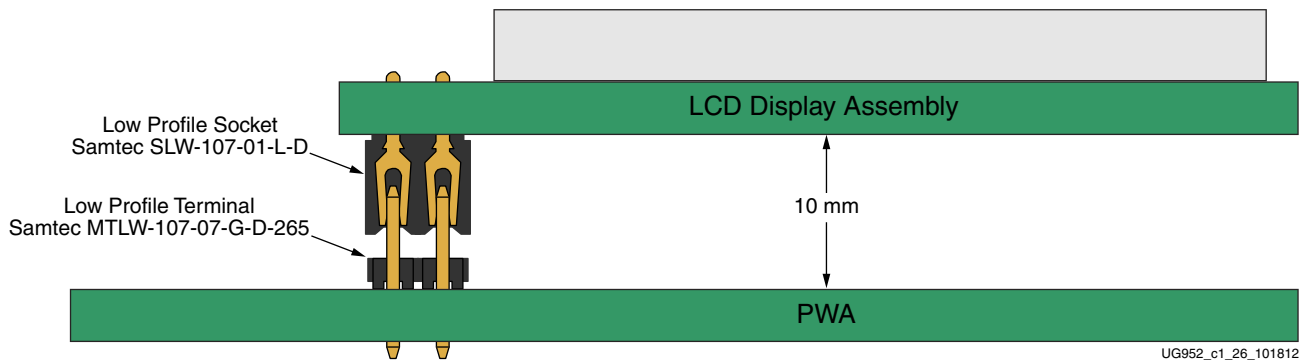 LCD Display Assembly
Low Profile Socket
Samtec SLW-107-01-L-D
Low Profile Terminal
Samtec MTLW-107-07-G-D-265
10 mm
PWA
UG952_c1_26_101812